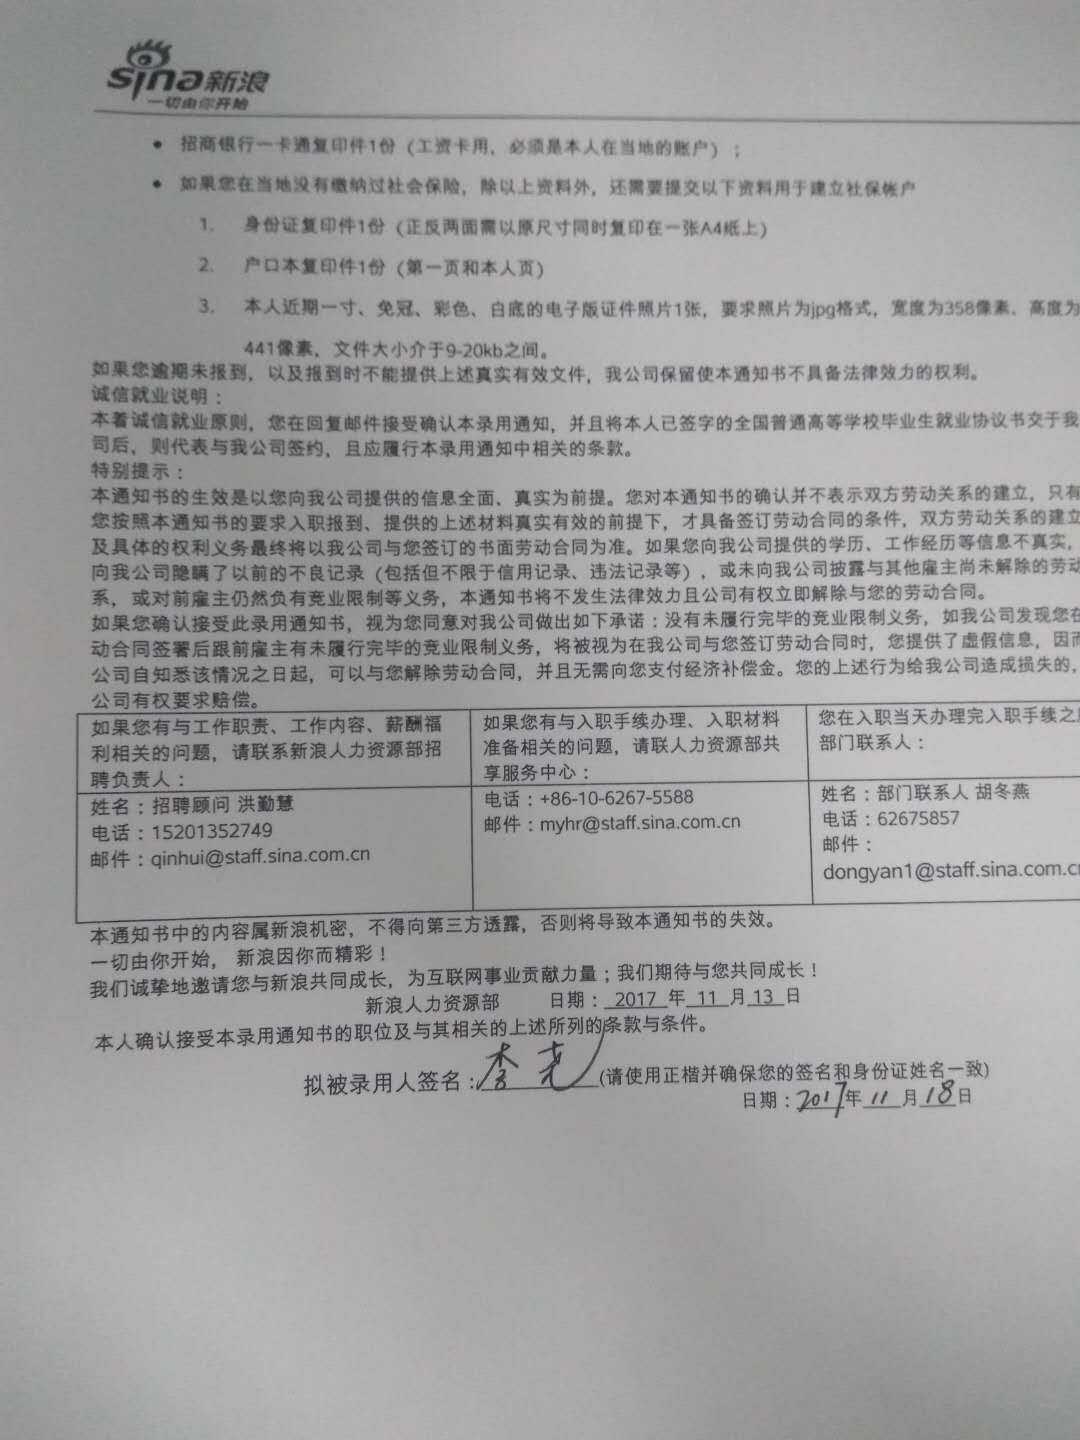 sina新浪
一切由你开始
• 招商银行一卡通复印件1份（工资卡用，必须是本人在当地的账户）；
• 如果您在当地没有缴纳过社会保险，除以上资料外，还需要提交以下资料用于建立社保帐户
1. 身份证复印件1份（正反两面需以原尺寸同时复印在一张A4纸上）
2. 户口本复印件1份（第一页和本人页）
3. 本人近期一寸、免冠、彩色、白底的电子版证件照片1张，要求照片为jpg格式，宽度为358像素、高度为
441像素，文件大小介于9-20kb之间。
如果您逾期未报到，以及报到时不能提供上述真实有效文件，我公司保留使本通知书不具备法律效力的权利。
诚信就业说明：
本着诚信就业原则，您在回复邮件接受确认本录用通知，并且将本人已签字的全国普通高等学校毕业生就业协议书交于我
司后，则代表与我公司签约，且应履行本录用通知中相关的条款。
特别提示：
本通知书的生效是以您向我公司提供的信息全面、真实为前提。您对本通知书的确认并不表示双方劳动关系的建立，只有
您按照本通知书的要求入职报到、提供的上述材料真实有效的前提下，才具备签订劳动合同的条件，双方劳动关系的建立
及具体的权利义务最终将以我公司与您签订的书面劳动合同为准。如果您向我公司提供的学历、工作经历等信息不真实，
向我公司隐瞒了以前的不良记录（包括但不限于信用记录、违法记录等），或未向我公司披露与其他雇主尚未解除的劳动
系，或对前雇主仍然负有竞业限制等义务，本通知书将不发生法律效力且公司有权立即解除与您的劳动合同。
如果您确认接受此录用通知书，视为您同意对我公司做出如下承诺：没有未履行完毕的竞业限制义务，如我公司发现您在
动合同签署后跟前雇主有未履行完毕的竞业限制义务，将被视为在我公司与您签订劳动合同时，您提供了虚假信息，因而
公司自知悉该情况之日起，可以与您解除劳动合同，并且无需向您支付经济补偿金。您的上述行为给我公司造成损失的，
公司有权要求赔偿。
如果您有与工作职责、工作内容、薪酬福
利相关的问题，请联系新浪人力资源部招
聘负责人：
如果您有与入职手续办理、入职材料
准备相关的问题，请联人力资源部共
享服务中心：
您在入职当天办理完入职手续之
部门联系人：
姓名：招聘顾问 洪勤慧
电话：15201352749
邮件：qinhui@staff.sina.com.cn
电话：+86-10-6267-5588
邮件：myhr@staff.sina.com.cn
姓名：部门联系人 胡冬燕
电话：62675857
邮件：
dongyan1@staff.sina.com.cn
本通知书中的内容属新浪机密，不得向第三方透露，否则将导致本通知书的失效。
一切由你开始， 新浪因你而精彩！
我们诚挚地邀请您与新浪共同成长，为互联网事业贡献力量；我们期待与您共同成长！
新浪人力资源部 日期：2017年11月13日
本人确认接受本录用通知书的职位及与其相关的上述所列的条款与条件。
拟被录用人签名：李尧(请使用正楷并确保您的签名和身份证姓名一致)
日期：2017年11月18日